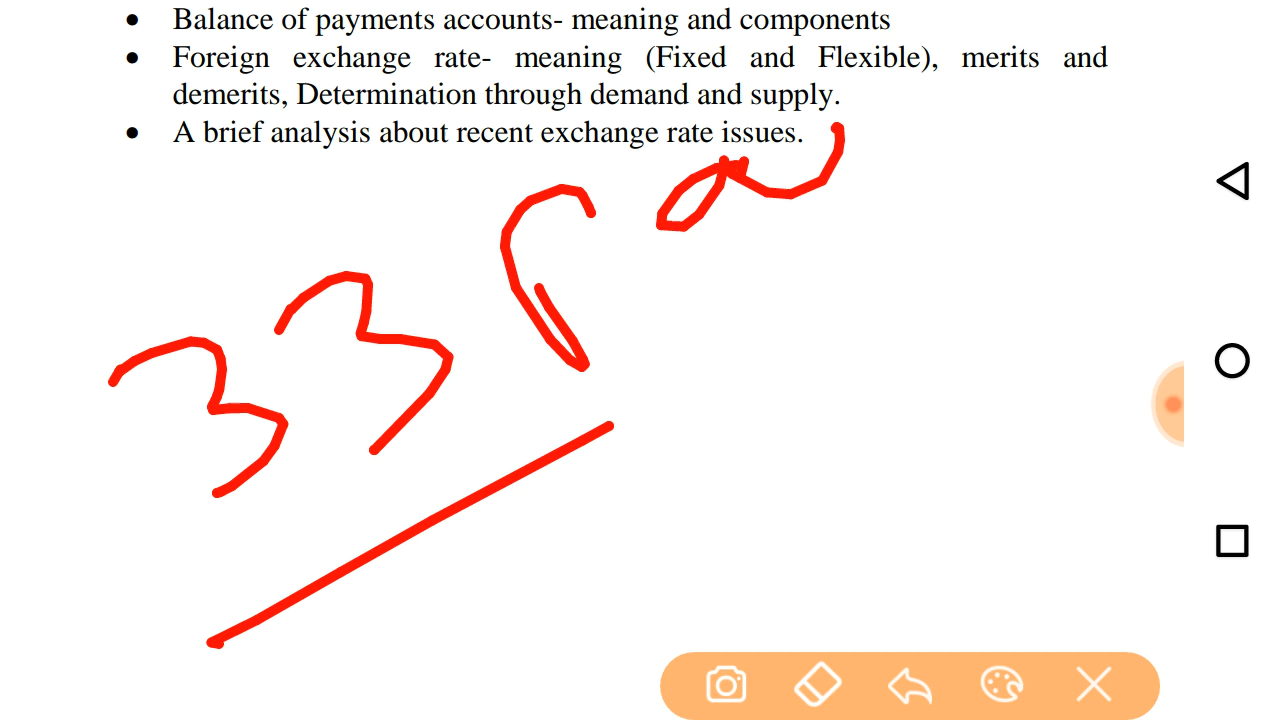 • Balance of payments accounts- meaning and components
• Foreign exchange rate- meaning (Fixed and Flexible), merits and
demerits, Determination through demand and supply.
• A brief analysis about recent exchange rate issues.
33